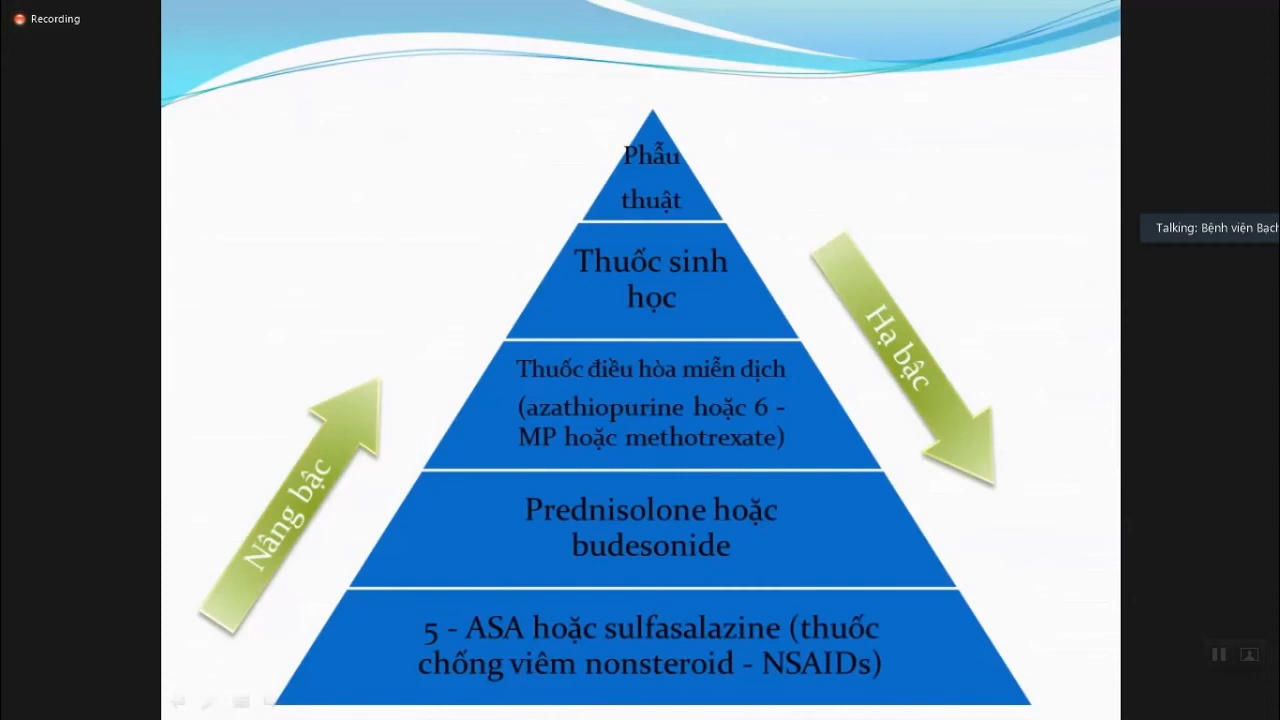 Recording
Phẫu
thuật
Thuốc sinh
học
Thuốc điều hòa miễn dịch
(azathiopurine hoặc 6 -
MP hoặc methotrexate)
Prednisolone hoặc
budesonide
5 - ASA hoặc sulfasalazine (thuốc
chống viêm nonsteroid - NSAIDs)
Nâng bậc
Hạ bậc
Talking: Bệnh viện Bạch